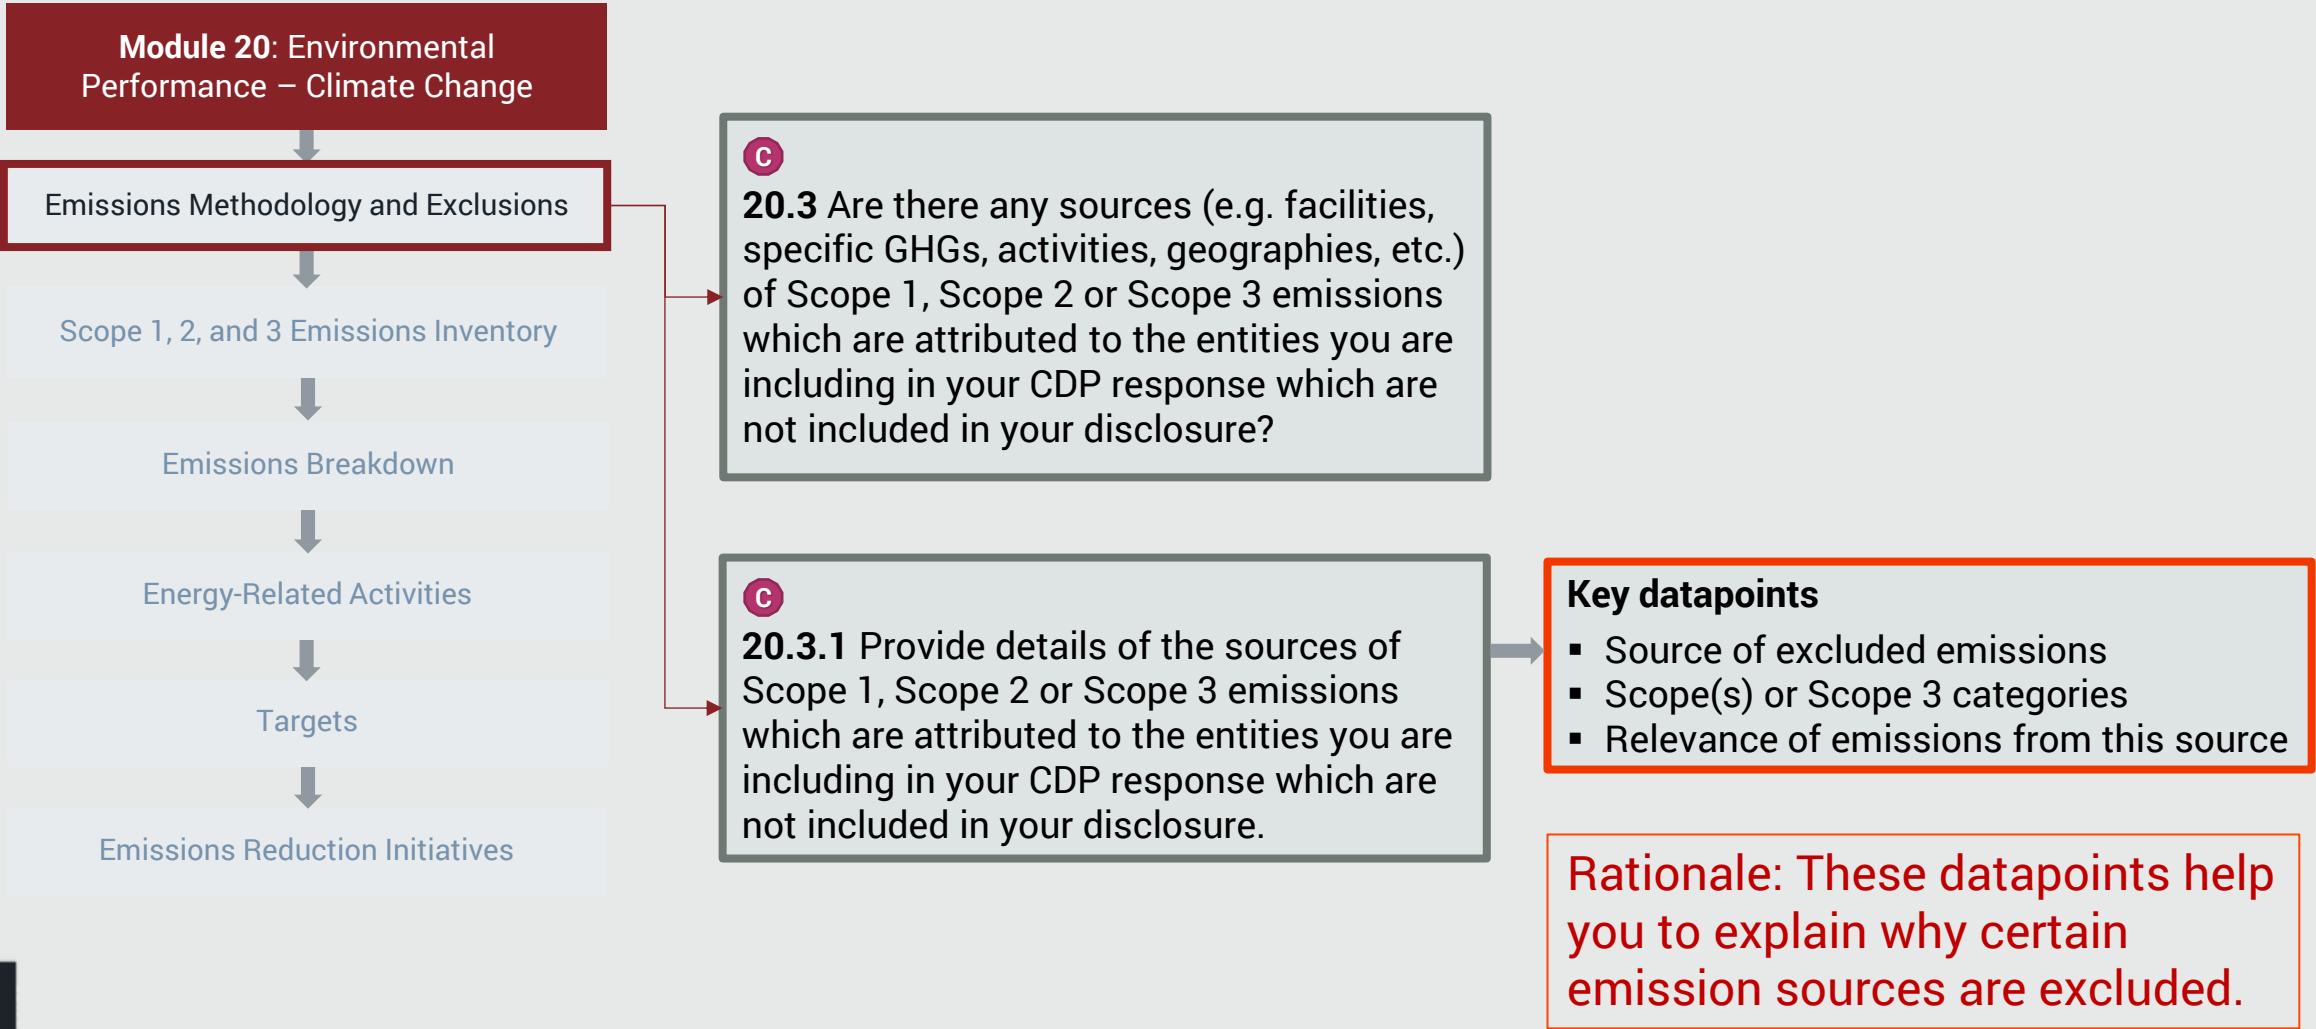 Module 20: Environmental
Performance – Climate Change
Emissions Methodology and Exclusions
Scope 1, 2, and 3 Emissions Inventory
Emissions Breakdown
Energy-Related Activities
Targets
Emissions Reduction Initiatives
C
20.3 Are there any sources (e.g. facilities,
specific GHGs, activities, geographies, etc.)
of Scope 1, Scope 2 or Scope 3 emissions
which are attributed to the entities you are
including in your CDP response which are
not included in your disclosure?
C
20.3.1 Provide details of the sources of
Scope 1, Scope 2 or Scope 3 emissions
which are attributed to the entities you are
including in your CDP response which are
not included in your disclosure.
Key datapoints
▪ Source of excluded emissions
▪ Scope(s) or Scope 3 categories
▪ Relevance of emissions from this source
Rationale: These datapoints help
you to explain why certain
emission sources are excluded.